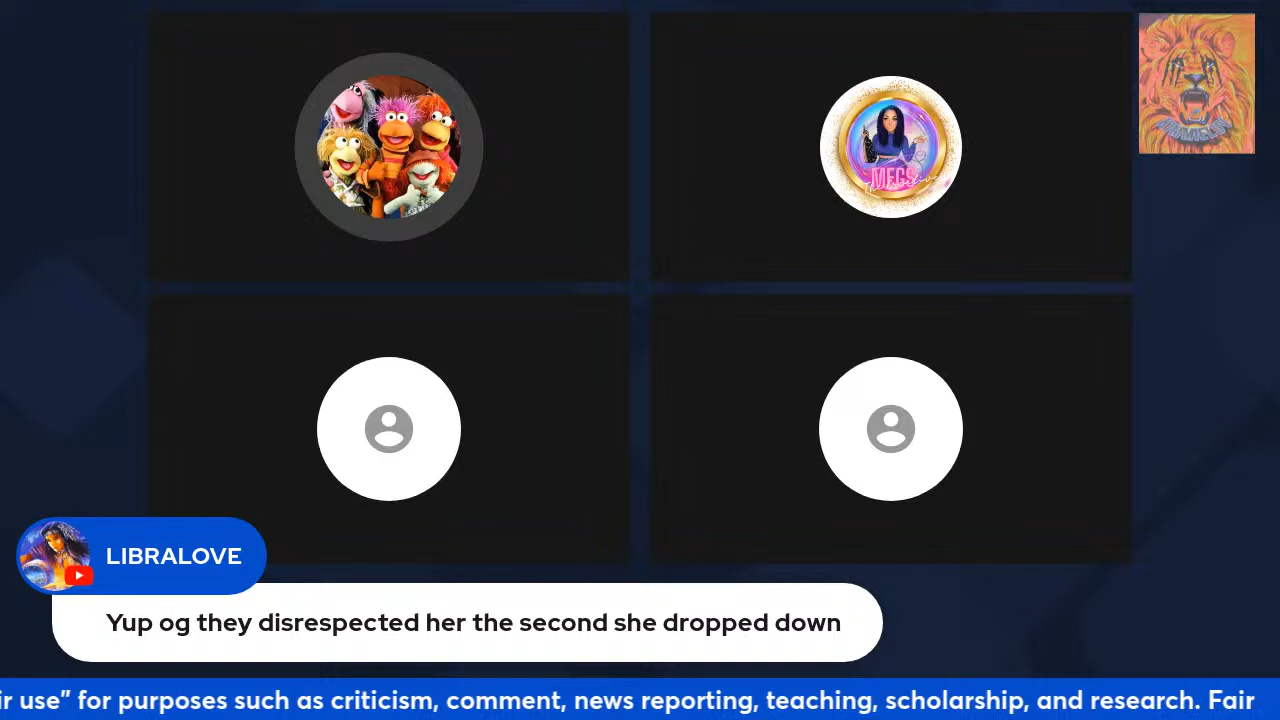 MEGS
LIBRALOVE
Yup og they disrespected her the second she dropped down
ir use” for purposes such as criticism, comment, news reporting, teaching, scholarship, and research. Fair